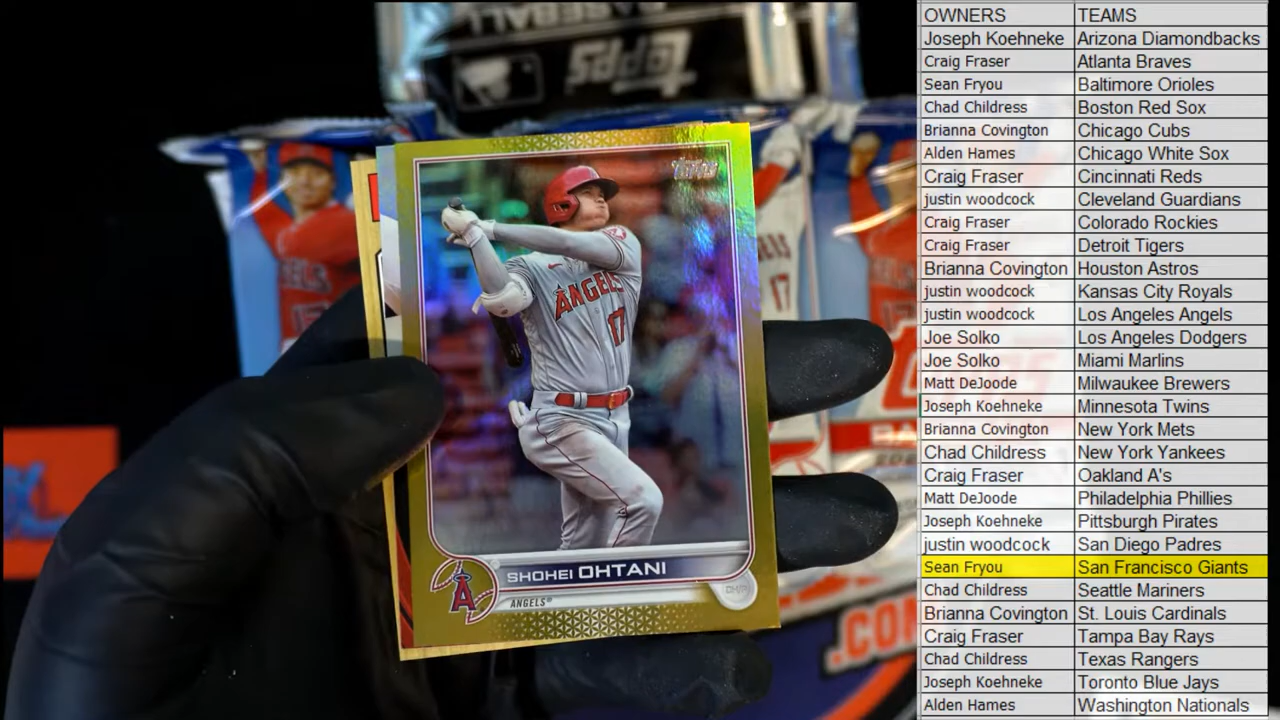 BASEBALL
Topps
Topps
ANGELS
17
SHOHEI OHTANI
A
ANGELS
DH/P
17
.COM
OWNERS TEAMS
Joseph Koehneke Arizona Diamondbacks
Craig Fraser Atlanta Braves
Sean Fryou Baltimore Orioles
Chad Childress Boston Red Sox
Brianna Covington Chicago Cubs
Alden Hames Chicago White Sox
Craig Fraser Cincinnati Reds
justin woodcock Cleveland Guardians
Craig Fraser Colorado Rockies
Craig Fraser Detroit Tigers
Brianna Covington Houston Astros
justin woodcock Kansas City Royals
justin woodcock Los Angeles Angels
Joe Solko Los Angeles Dodgers
Joe Solko Miami Marlins
Matt DeJoode Milwaukee Brewers
Joseph Koehneke Minnesota Twins
Brianna Covington New York Mets
Chad Childress New York Yankees
Craig Fraser Oakland A's
Matt DeJoode Philadelphia Phillies
Joseph Koehneke Pittsburgh Pirates
justin woodcock San Diego Padres
Sean Fryou San Francisco Giants
Chad Childress Seattle Mariners
Brianna Covington St. Louis Cardinals
Craig Fraser Tampa Bay Rays
Chad Childress Texas Rangers
Joseph Koehneke Toronto Blue Jays
Alden Hames Washington Nationals